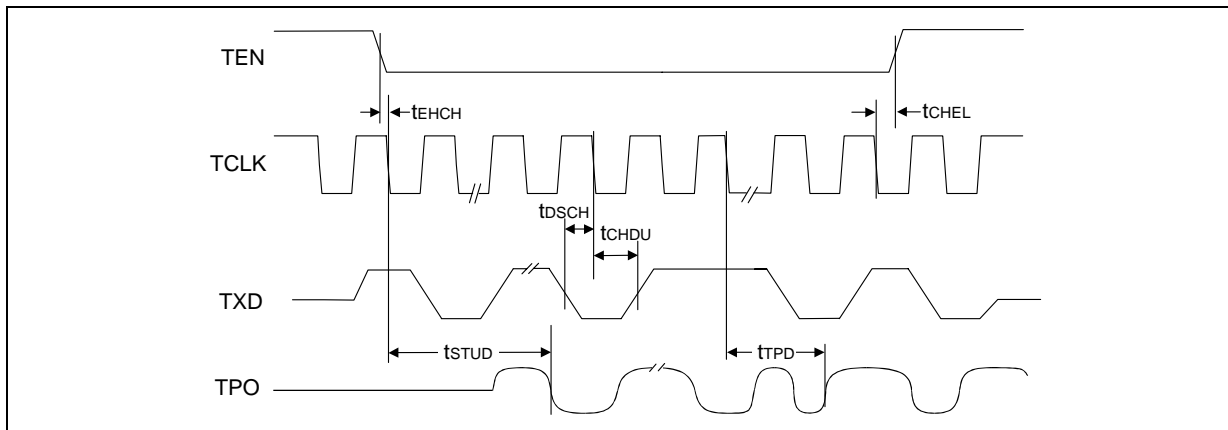 TEN
tEHCH
tCHEL
TCLK
tDSCH
tCHDU
TXD
tSTUD
tTPD
TPO